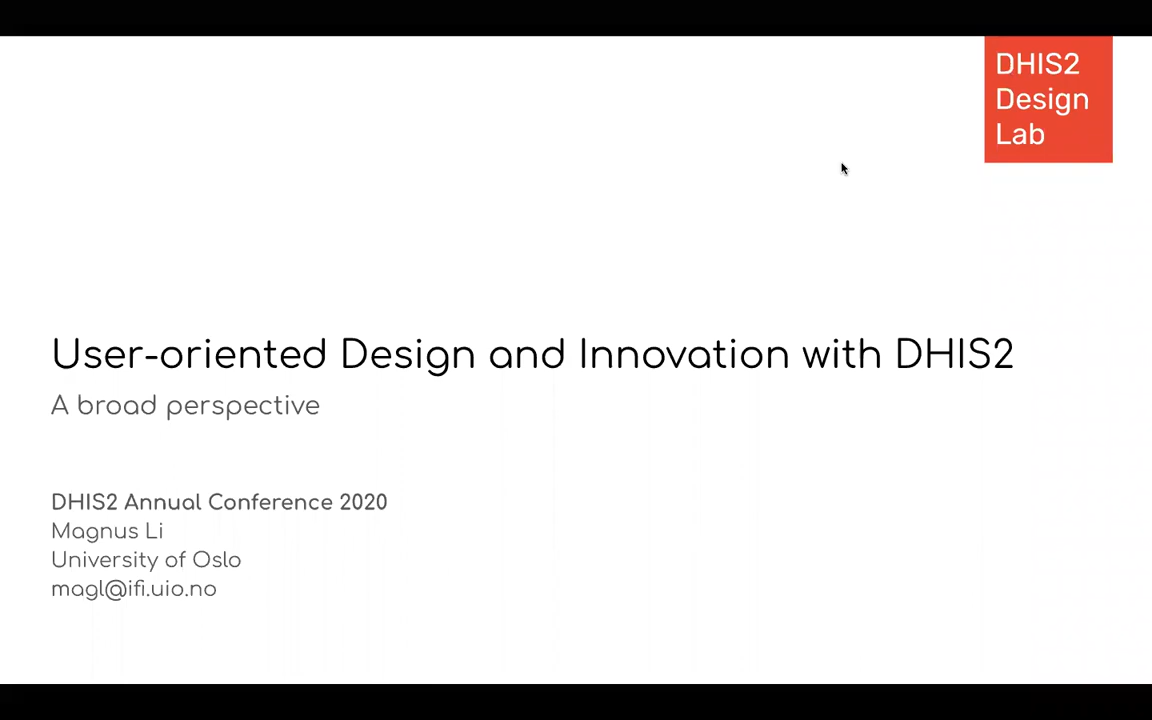 DHIS2
Design
Lab
User-oriented Design and Innovation with DHIS2
A broad perspective
DHIS2 Annual Conference 2020
Magnus Li
University of Oslo
magl@ifi.uio.no